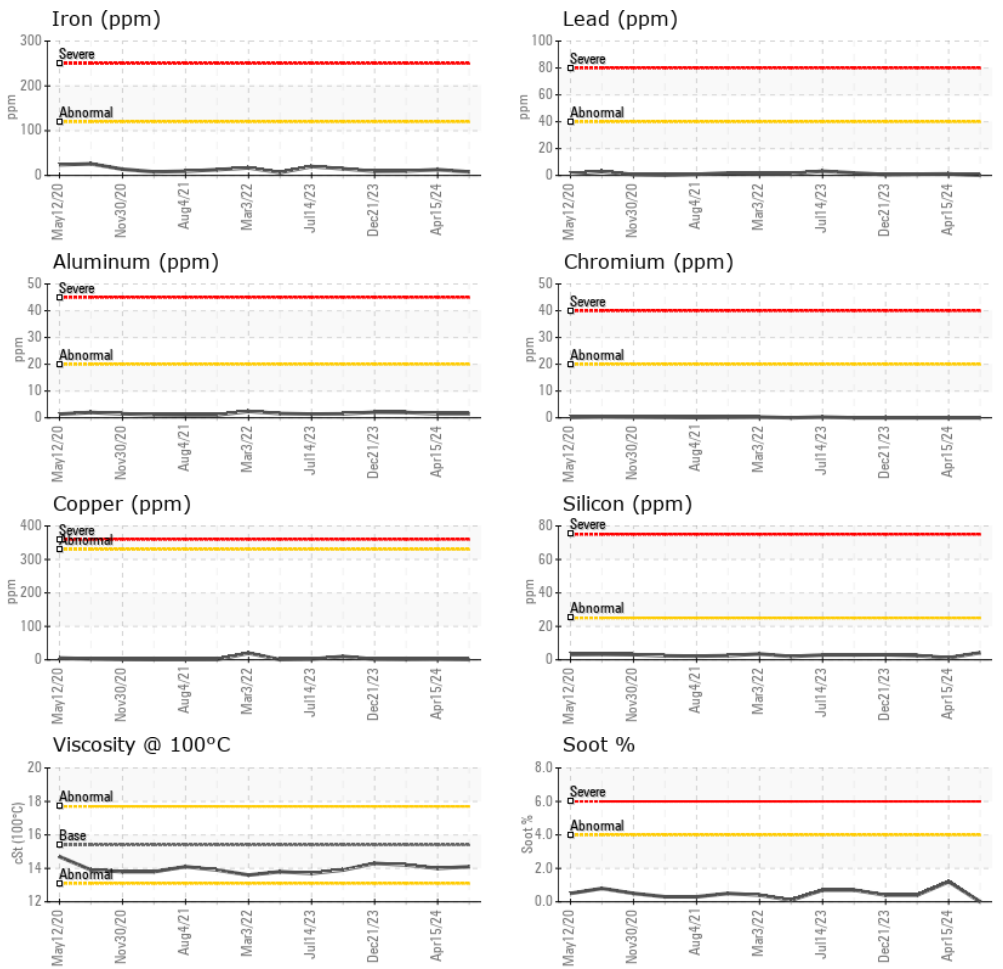 Iron (ppm)
300
200
100
0
ppm
Severe
Abnormal
May12/20
Nov30/20
Aug4/21
Mar3/22
Jul14/23
Dec21/23
Apr15/24
Lead (ppm)
100
80
60
40
20
0
ppm
Severe
Abnormal
May12/20
Nov30/20
Aug4/21
Mar3/22
Jul14/23
Dec21/23
Apr15/24
Aluminum (ppm)
50
40
30
20
10
0
ppm
Severe
Abnormal
May12/20
Nov30/20
Aug4/21
Mar3/22
Jul14/23
Dec21/23
Apr15/24
Chromium (ppm)
50
40
30
20
10
0
ppm
Severe
Abnormal
May12/20
Nov30/20
Aug4/21
Mar3/22
Jul14/23
Dec21/23
Apr15/24
Copper (ppm)
400
300
200
100
0
ppm
Severe
Abnormal
May12/20
Nov30/20
Aug4/21
Mar3/22
Jul14/23
Dec21/23
Apr15/24
Silicon (ppm)
80
60
40
20
0
ppm
Severe
Abnormal
May12/20
Nov30/20
Aug4/21
Mar3/22
Jul14/23
Dec21/23
Apr15/24
Viscosity @ 100°C
20
18
16
14
12
cSt (100°C)
Abnormal
Base
Abnormal
May12/20
Nov30/20
Aug4/21
Mar3/22
Jul14/23
Dec21/23
Apr15/24
Soot %
8.0
6.0
4.0
2.0
0.0
Soot %
Severe
Abnormal
May12/20
Nov30/20
Aug4/21
Mar3/22
Jul14/23
Dec21/23
Apr15/24